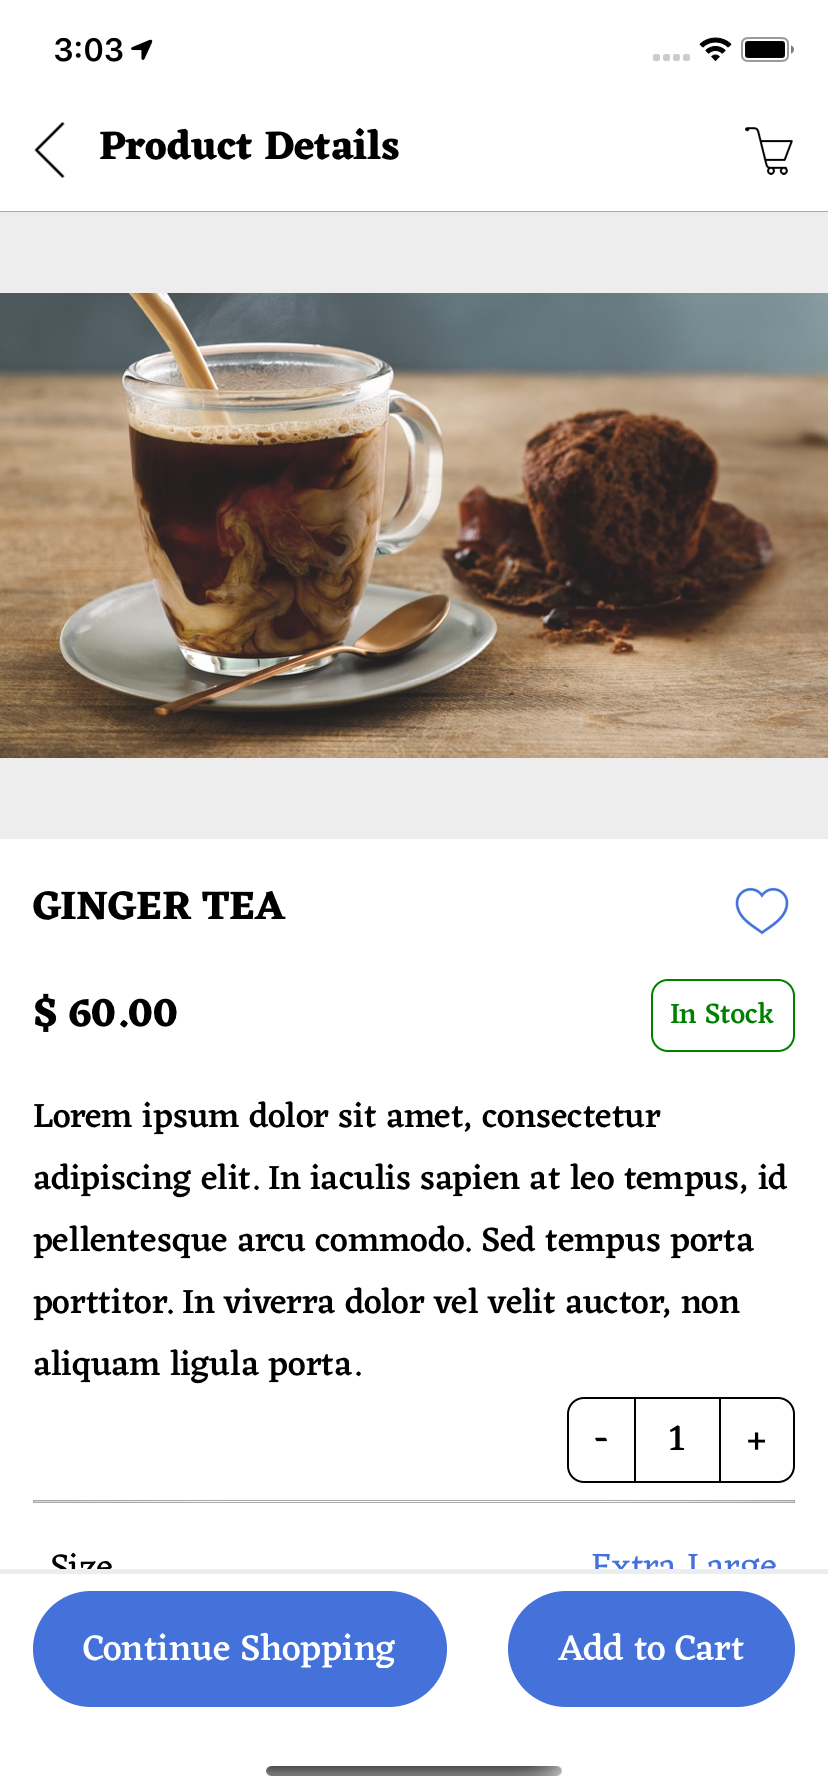 3:03
Product Details
GINGER TEA
$ 60.00
In Stock
Lorem ipsum dolor sit amet, consectetur
adipiscing elit. In iaculis sapien at leo tempus, id
pellentesque arcu commodo. Sed tempus porta
porttitor. In viverra dolor vel velit auctor, non
aliquam ligula porta.
- 1 +
Size Extra Large
Continue Shopping Add to Cart